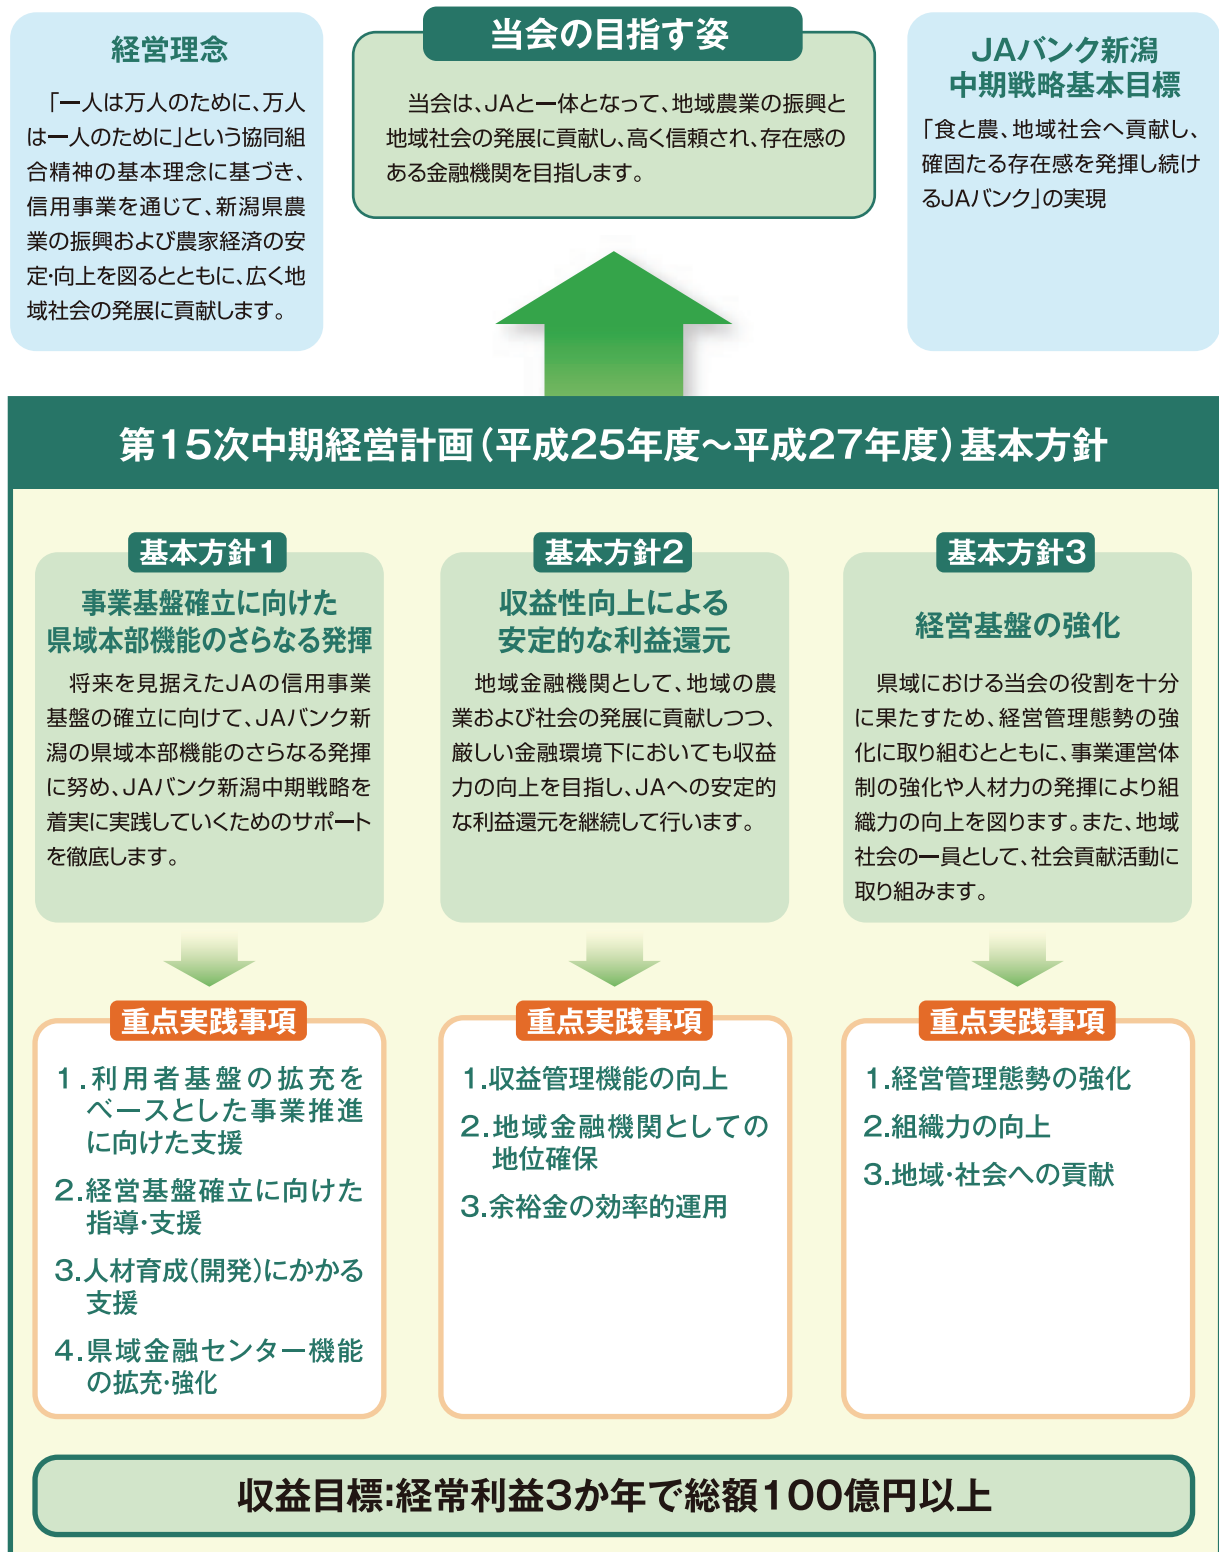 経営理念
「一人は万人のために、万人
は一人のために」という協同組
合精神の基本理念に基づき、
信用事業を通じて、新潟県農
業の振興および農家経済の安
定・向上を図るとともに、広く地
域社会の発展に貢献します。
当会の目指す姿
当会は、JAと一体となって、地域農業の振興と
地域社会の発展に貢献し、高く信頼され、存在感の
ある金融機関を目指します。
JAバンク新潟
中期戦略基本目標
「食と農、地域社会へ貢献し、
確固たる存在感を発揮し続け
るJAバンク」の実現
第15次中期経営計画（平成25年度～平成27年度）基本方針
基本方針1
事業基盤確立に向けた
県域本部機能のさらなる発揮
将来を見据えたJAの信用事業
基盤の確立に向けて、JAバンク新
潟の県域本部機能のさらなる発揮
に努め、JAバンク新潟中期戦略を
着実に実践していくためのサポート
を徹底します。
重点実践事項
1.利用者基盤の拡充を
ベースとした事業推進
に向けた支援
2.経営基盤確立に向けた
指導・支援
3.人材育成（開発）にかかる
支援
4.県域金融センター機能
の拡充・強化
基本方針2
収益性向上による
安定的な利益還元
地域金融機関として、地域の農
業および社会の発展に貢献しつつ、
厳しい金融環境下においても収益
力の向上を目指し、JAへの安定的
な利益還元を継続して行います。
重点実践事項
1.収益管理機能の向上
2.地域金融機関としての
地位確保
3.余裕金の効率的運用
基本方針3
経営基盤の強化
県域における当会の役割を十分
に果たすため、経営管理態勢の強
化に取り組むとともに、事業運営体
制の強化や人材力の発揮により組
織力の向上を図ります。また、地域
社会の一員として、社会貢献活動に
取り組みます。
重点実践事項
1.経営管理態勢の強化
2.組織力の向上
3.地域・社会への貢献
収益目標:経常利益3か年で総額100億円以上